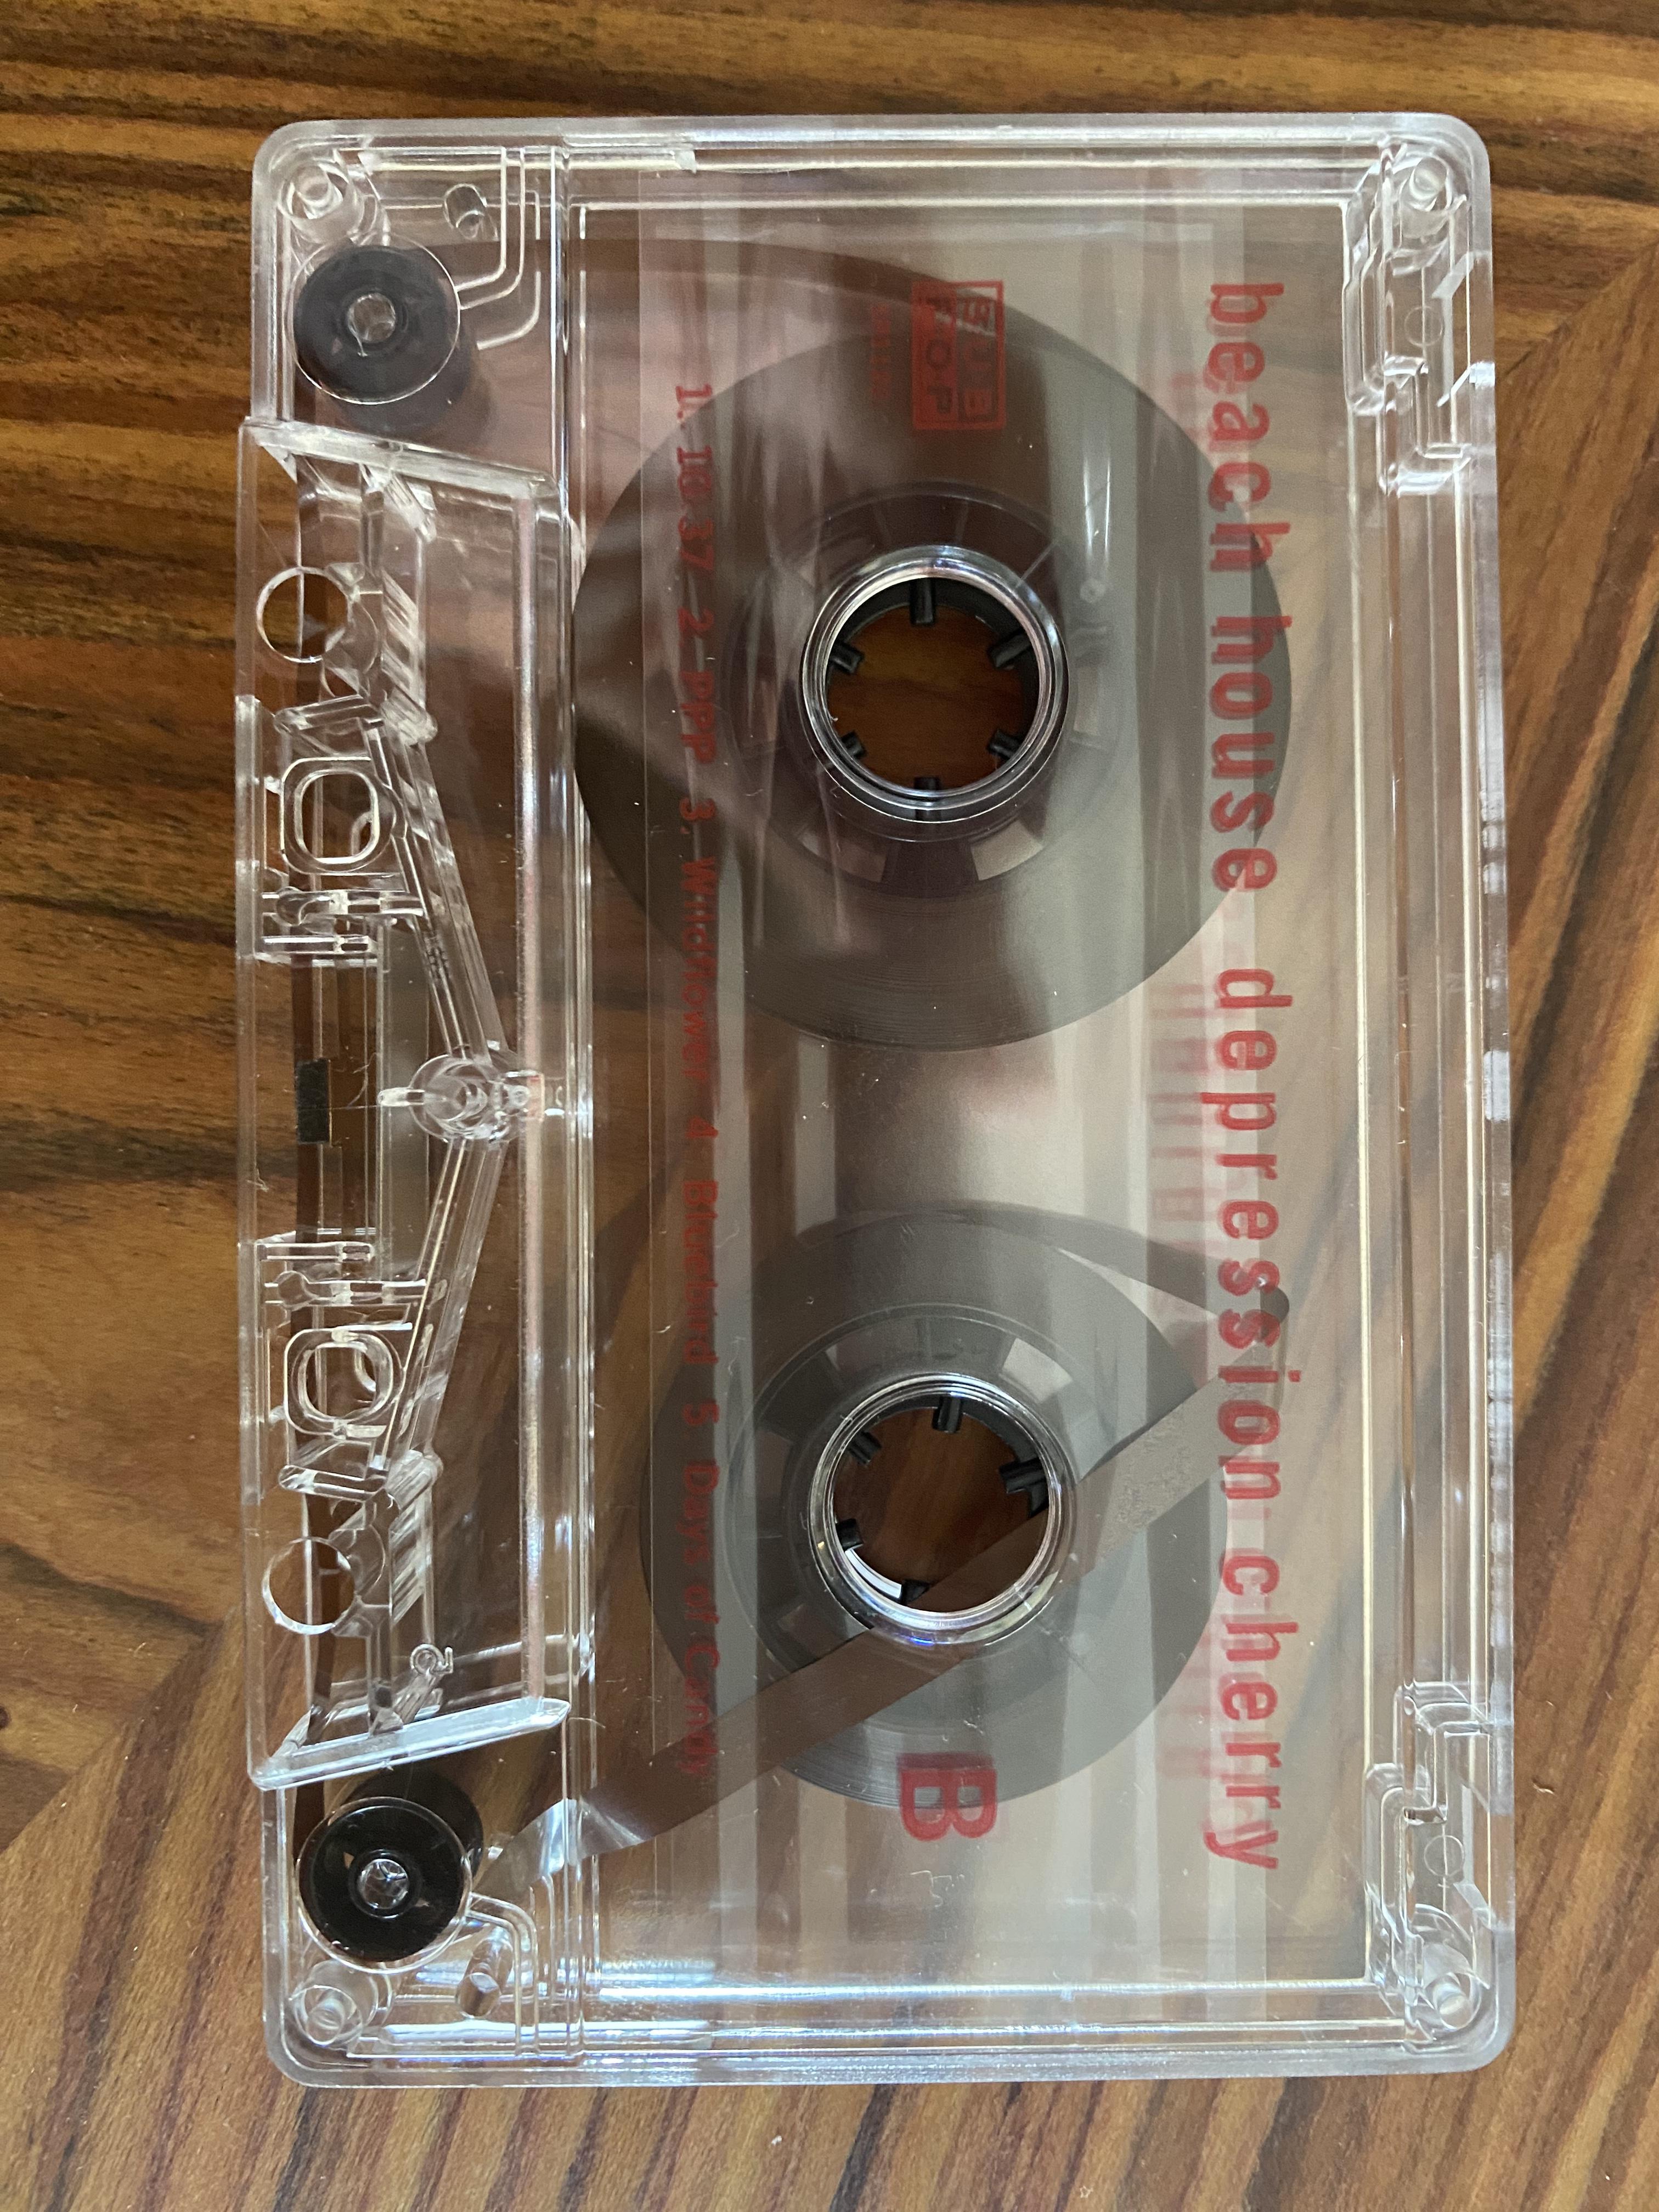 beach house depression cherry
SUB
POP
B
1. 10:37 2. PPP 3. Wildflower 4. Bluebird 5. Days of Candy